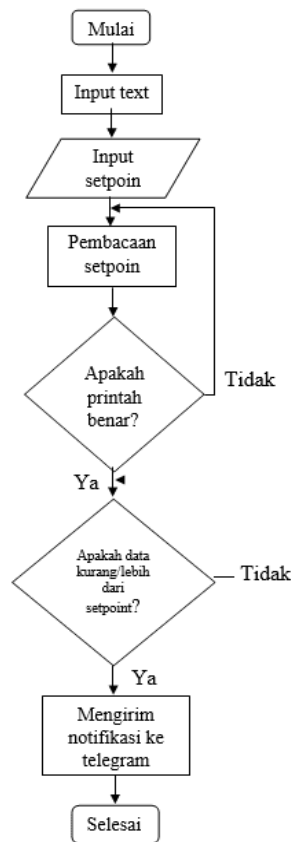 Mulai
Input text
Input
setpoin
Pembacaan
setpoin
Apakah
printah
benar?
Tidak
Ya
Apakah data
kurang/lebih
dari
setpoint?
Tidak
Ya
Mengirim
notifikasi ke
telegram
Selesai